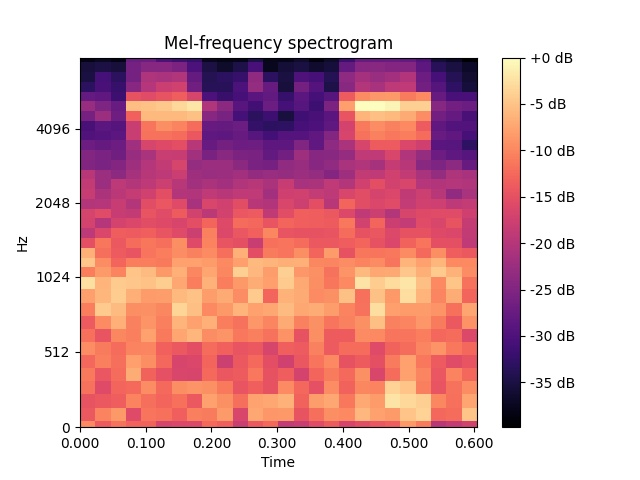 Mel-frequency spectrogram
Hz
4096
2048
1024
512
0
0.000 0.100 0.200 0.300 0.400 0.500 0.600
Time
+0 dB
-5 dB
-10 dB
-15 dB
-20 dB
-25 dB
-30 dB
-35 dB